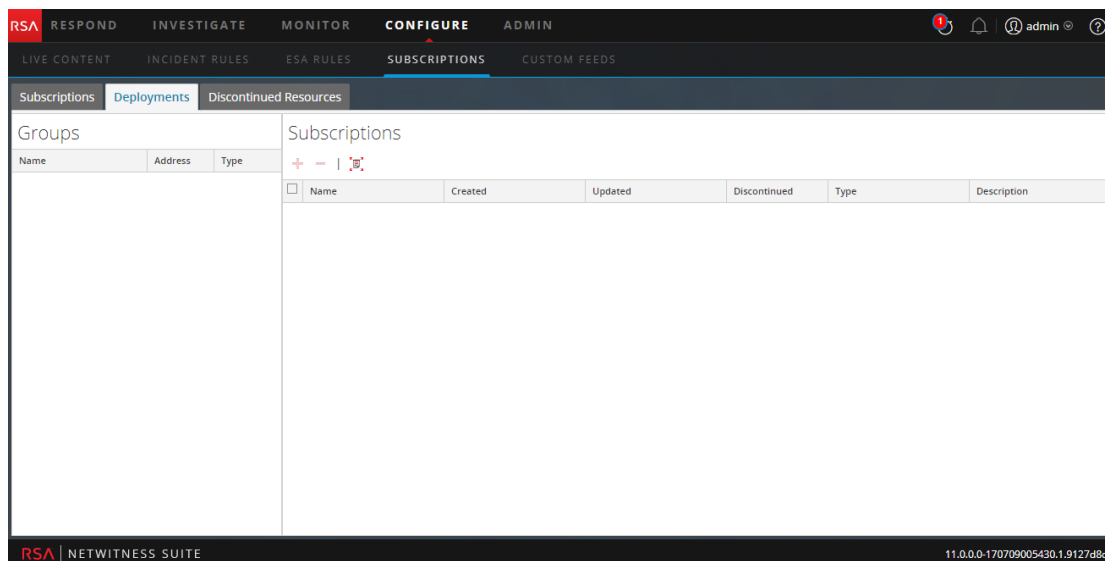 RSA RESPOND INVESTIGATE MONITOR CONFIGURE ADMIN 1 admin ?
LIVE CONTENT INCIDENT RULES ESA RULES SUBSCRIPTIONS CUSTOM FEEDS
Subscriptions Deployments Discontinued Resources
Groups
Name Address Type
Subscriptions
Name Created Updated Discontinued Type Description
RSA NETWITNESS SUITE
11.0.0.0-170709005430.1.9127d8